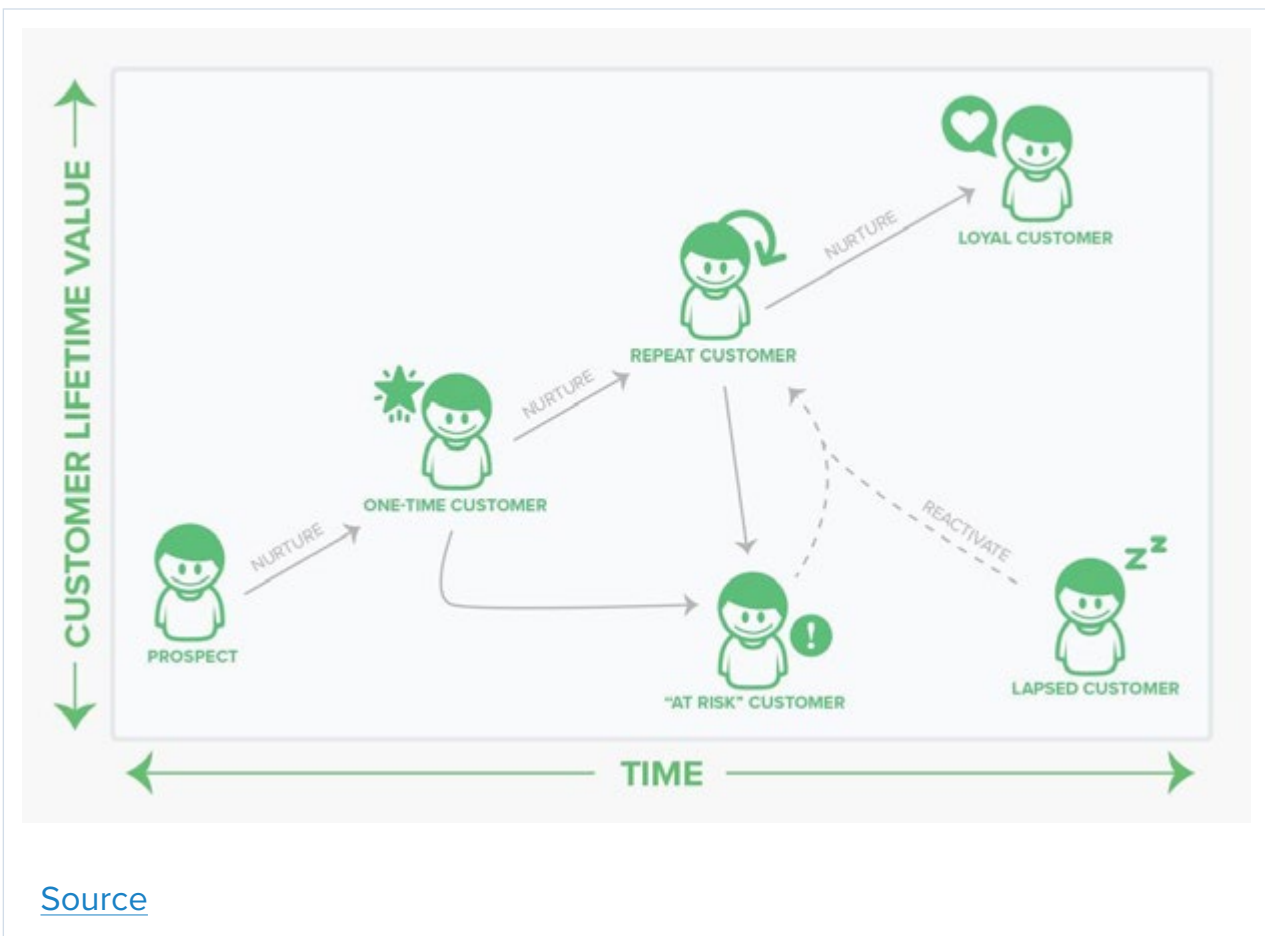 CUSTOMER LIFETIME VALUE
LOYAL CUSTOMER
NURTURE
REPEAT CUSTOMER
NURTURE
ONE-TIME CUSTOMER
NURTURE
PROSPECT
REACTIVATE
zz
"AT RISK" CUSTOMER
!
LAPSED CUSTOMER
TIME
Source